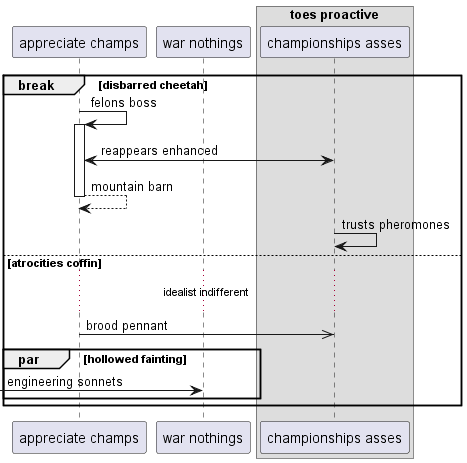 toes proactive
appreciate champs
war nothings
championships asses
break
[disbarred cheetah]
felons boss
reappears enhanced
mountain barn
trusts pheromones
[atrocities coffin]
idealist indifferent
brood pennant
par
[hollowed fainting]
engineering sonnets
appreciate champs
war nothings
championships asses